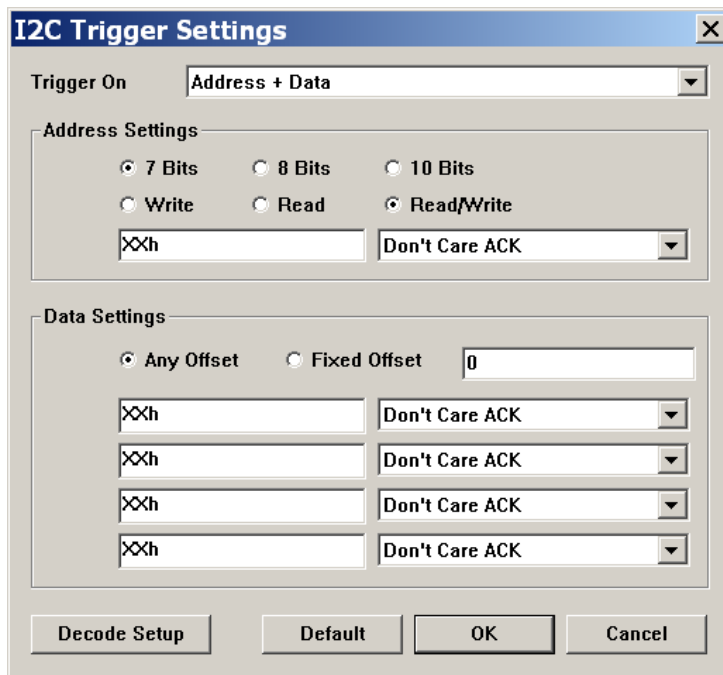 I2C Trigger Settings
Trigger On Address + Data
Address Settings
7 Bits 8 Bits 10 Bits
Write Read Read/Write
XXh Don't Care ACK
Data Settings
Any Offset Fixed Offset 0
XXh Don't Care ACK
XXh Don't Care ACK
XXh Don't Care ACK
XXh Don't Care ACK
Decode Setup Default OK Cancel